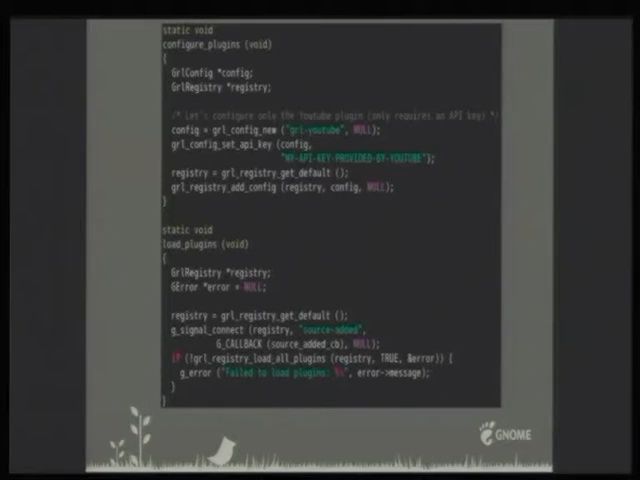 static void
configure_plugins (void)
{
GrlConfig *config;
GrlRegistry *registry;
/* Let's configure only the Youtube plugin (only requires an API key) */
config = grl_config_new ("grl-youtube", NULL);
grl_config_set_api_key (config,
"MY-API-KEY-PROVIDED-BY-YOUTUBE");
registry = grl_registry_get_default ();
grl_registry_add_config (registry, config, NULL);
}
static void
load_plugins (void)
{
GrlRegistry *registry;
GError *error = NULL;
registry = grl_registry_get_default ();
g_signal_connect (registry, "source-added",
G_CALLBACK (source_added_cb), NULL);
if (!grl_registry_load_all_plugins (registry, TRUE, &error)) {
g_error ("Failed to load plugins: %s", error->message);
}
}
GNOME